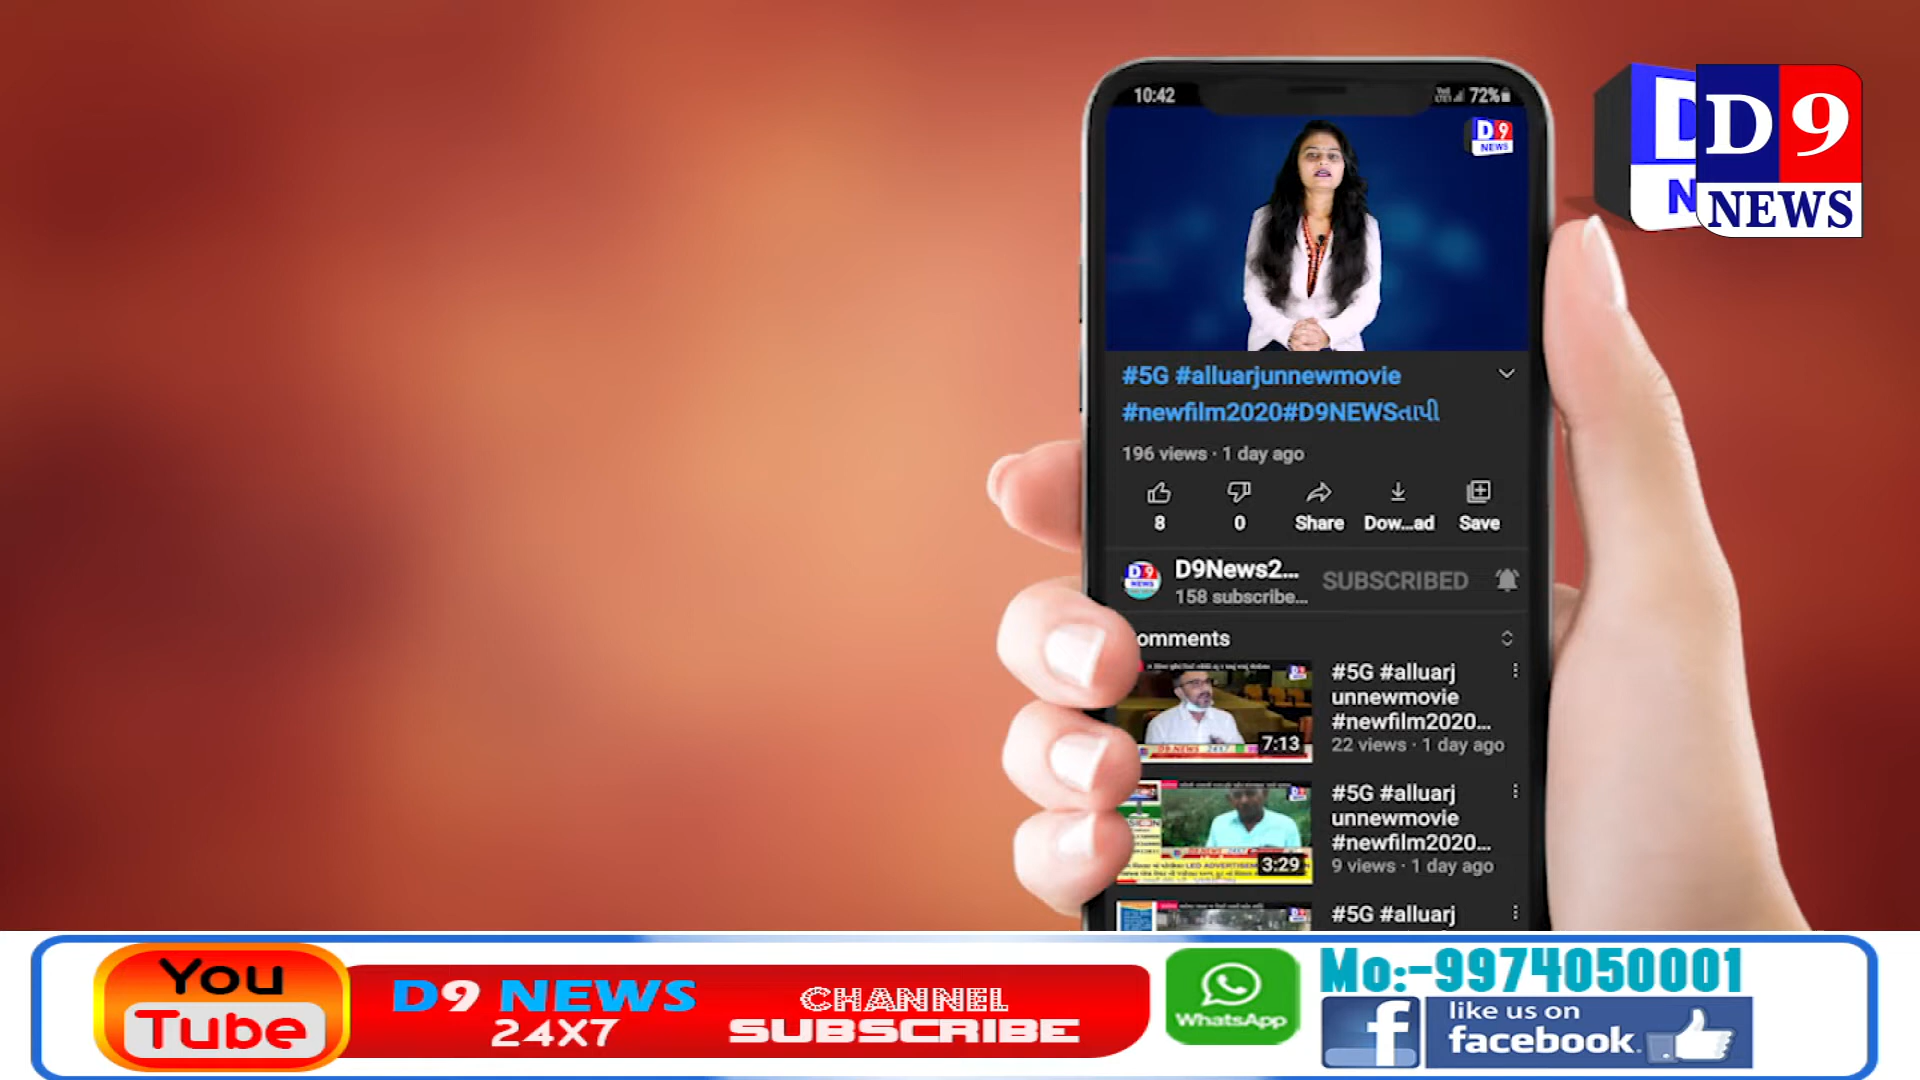 10:42
72%
D9
NEWS
D
N
D9
NEWS
#5G #alluarjunnewmovie
#newfilm2020#D9NEWSતાપી
196 views · 1 day ago
8
0
Share
Dow...ad
Save
D9News2...
SUBSCRIBED
158 subscribe...
omments
#5G #alluarj
unnewmovie
#newfilm2020...
22 views · 1 day ago
7:13
#5G #alluarj
unnewmovie
#newfilm2020...
9 views · 1 day ago
3:29
#5G #alluarj
You
Tube
D9 NEWS
24X7
CHANNEL
SUBSCRIBE
WhatsApp
Mo:-9974050001
f
like us on
facebook.